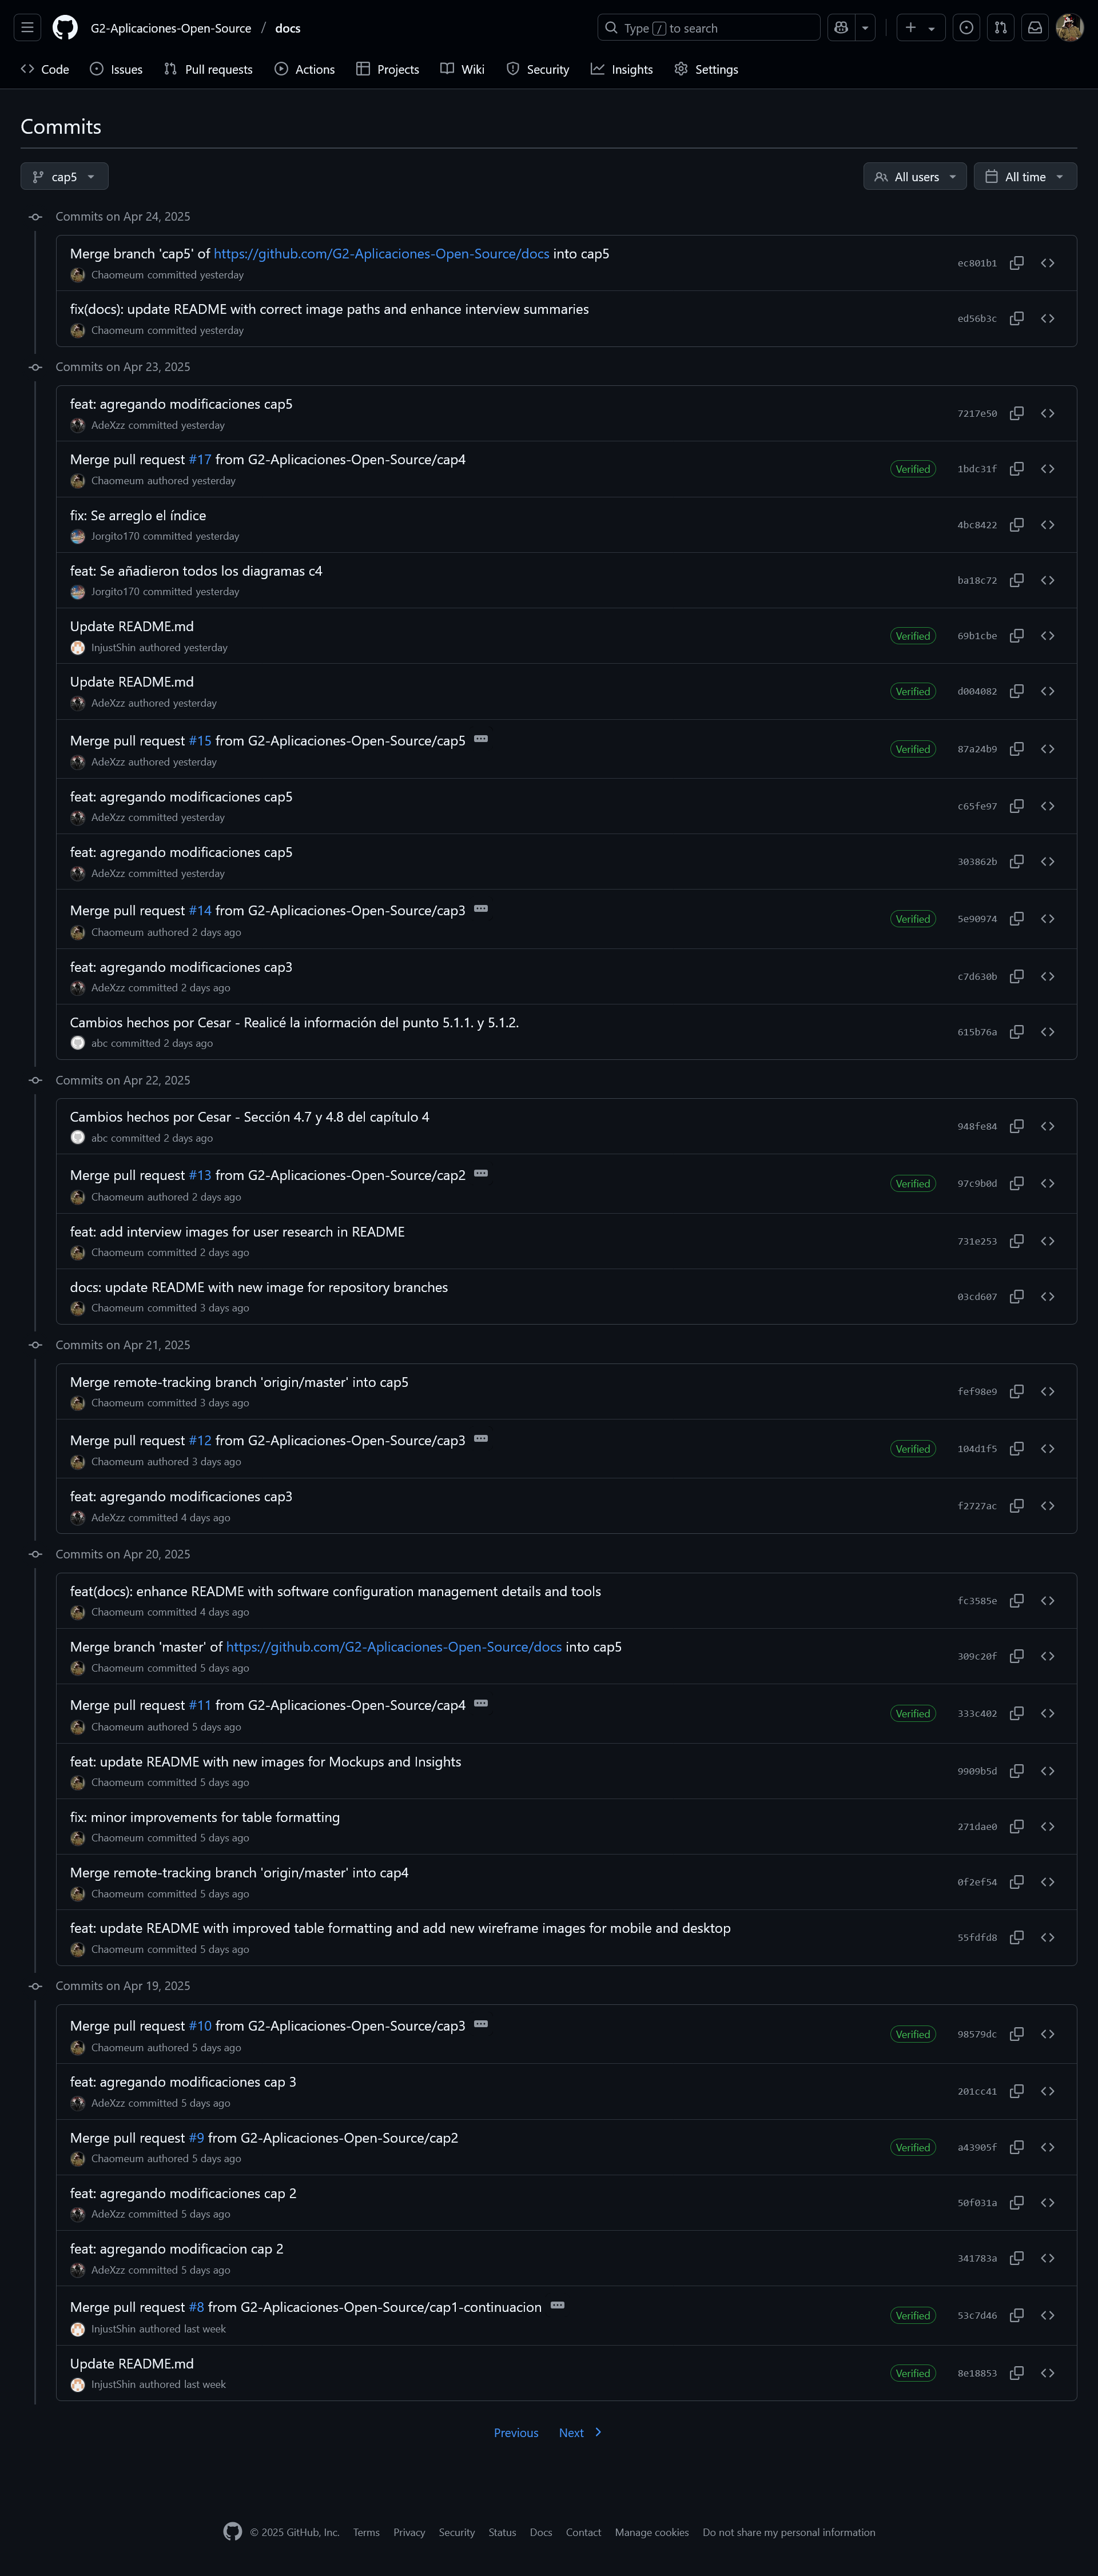 G2-Aplicaciones-Open-Source / docs
Type / to search
Code Issues Pull requests Actions Projects Wiki Security Insights Settings
Commits
cap5
All users All time
Commits on Apr 24, 2025
Merge branch 'cap5' of https://github.com/G2-Aplicaciones-Open-Source/docs into cap5
Chaomeum committed yesterday
ec801b1
fix(docs): update README with correct image paths and enhance interview summaries
Chaomeum committed yesterday
ed56b3c
Commits on Apr 23, 2025
feat: agregando modificaciones cap5
AdeXzz committed yesterday
7217e50
Merge pull request #17 from G2-Aplicaciones-Open-Source/cap4
Chaomeum authored yesterday
Verified 1bdc31f
fix: Se arreglo el índice
Jorgito170 committed yesterday
4bc8422
feat: Se añadieron todos los diagramas c4
Jorgito170 committed yesterday
ba18c72
Update README.md
InjustShin authored yesterday
Verified 69b1cbe
Update README.md
AdeXzz authored yesterday
Verified d004082
Merge pull request #15 from G2-Aplicaciones-Open-Source/cap5
AdeXzz authored yesterday
Verified 87a24b9
feat: agregando modificaciones cap5
AdeXzz committed yesterday
c65fe97
feat: agregando modificaciones cap5
AdeXzz committed yesterday
303862b
Merge pull request #14 from G2-Aplicaciones-Open-Source/cap3
Chaomeum authored 2 days ago
Verified 5e90974
feat: agregando modificaciones cap3
AdeXzz committed 2 days ago
c7d630b
Cambios hechos por Cesar - Realicé la información del punto 5.1.1. y 5.1.2.
abc committed 2 days ago
615b76a
Commits on Apr 22, 2025
Cambios hechos por Cesar - Sección 4.7 y 4.8 del capítulo 4
abc committed 2 days ago
948fe84
Merge pull request #13 from G2-Aplicaciones-Open-Source/cap2
Chaomeum authored 2 days ago
Verified 97c9b0d
feat: add interview images for user research in README
Chaomeum committed 2 days ago
731e253
docs: update README with new image for repository branches
Chaomeum committed 3 days ago
03cd607
Commits on Apr 21, 2025
Merge remote-tracking branch 'origin/master' into cap5
Chaomeum committed 3 days ago
fef98e9
Merge pull request #12 from G2-Aplicaciones-Open-Source/cap3
Chaomeum authored 3 days ago
Verified 104d1f5
feat: agregando modificaciones cap3
AdeXzz committed 4 days ago
f2727ac
Commits on Apr 20, 2025
feat(docs): enhance README with software configuration management details and tools
Chaomeum committed 4 days ago
fc3585e
Merge branch 'master' of https://github.com/G2-Aplicaciones-Open-Source/docs into cap5
Chaomeum committed 5 days ago
309c20f
Merge pull request #11 from G2-Aplicaciones-Open-Source/cap4
Chaomeum authored 5 days ago
Verified 333c402
feat: update README with new images for Mockups and Insights
Chaomeum committed 5 days ago
9909b5d
fix: minor improvements for table formatting
Chaomeum committed 5 days ago
271dae0
Merge remote-tracking branch 'origin/master' into cap4
Chaomeum committed 5 days ago
0f2ef54
feat: update README with improved table formatting and add new wireframe images for mobile and desktop
Chaomeum committed 5 days ago
55fdfd8
Commits on Apr 19, 2025
Merge pull request #10 from G2-Aplicaciones-Open-Source/cap3
Chaomeum authored 5 days ago
Verified 98579dc
feat: agregando modificaciones cap 3
AdeXzz committed 5 days ago
201cc41
Merge pull request #9 from G2-Aplicaciones-Open-Source/cap2
Chaomeum authored 5 days ago
Verified a43905f
feat: agregando modificaciones cap 2
AdeXzz committed 5 days ago
50f031a
feat: agregando modificacion cap 2
AdeXzz committed 5 days ago
341783a
Merge pull request #8 from G2-Aplicaciones-Open-Source/cap1-continuacion
InjustShin authored last week
Verified 53c7d46
Update README.md
InjustShin authored last week
Verified 8e18853
Previous Next
© 2025 GitHub, Inc. Terms Privacy Security Status Docs Contact Manage cookies Do not share my personal information